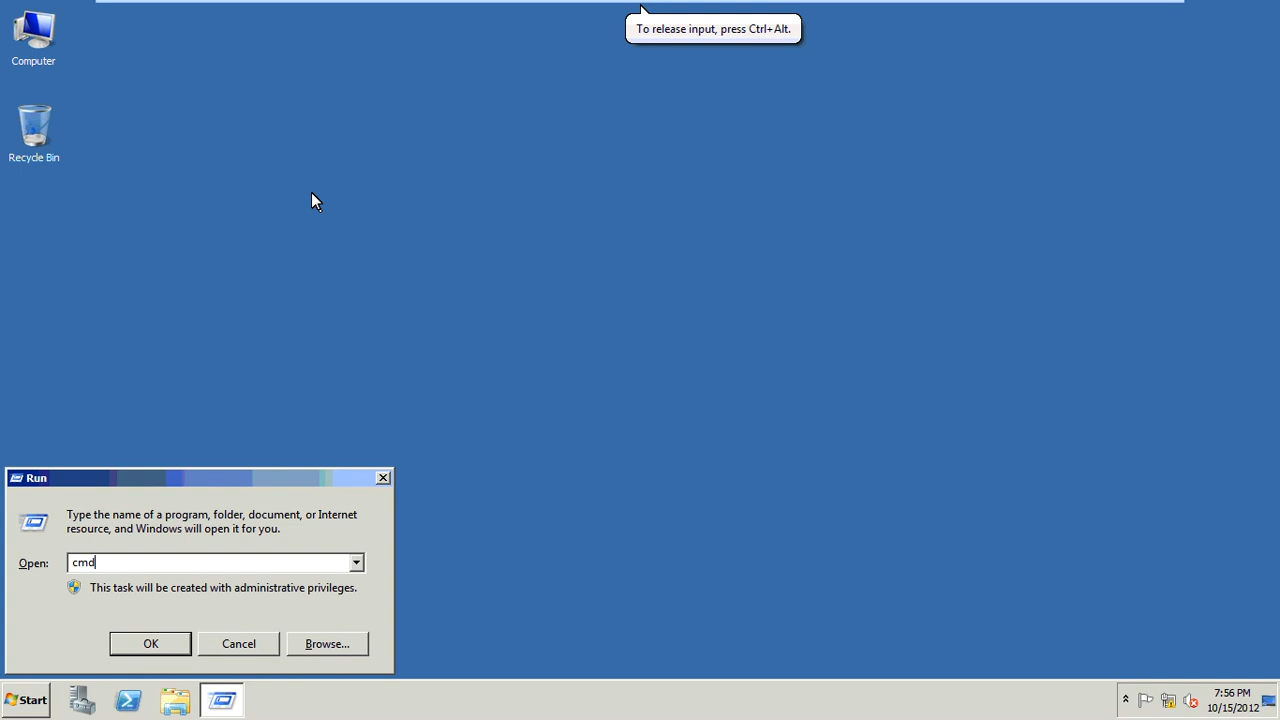 To release input, press Ctrl+Alt.
Computer
Recycle Bin
Run
Type the name of a program, folder, document, or Internet
resource, and Windows will open it for you.
Open: cmd
This task will be created with administrative privileges.
OK Cancel Browse...
Start
7:56 PM
10/15/2012